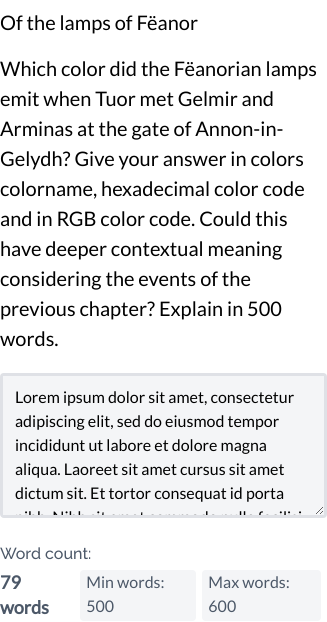 Of the lamps of Fëanor
Which color did the Fëanorian lamps
emit when Tuor met Gelmir and
Arminas at the gate of Annon-in-
Gelydh? Give your answer in colors
colorname, hexadecimal color code
and in RGB color code. Could this
have deeper contextual meaning
considering the events of the
previous chapter? Explain in 500
words.
Lorem ipsum dolor sit amet, consectetur
adipiscing elit, sed do eiusmod tempor
incididunt ut labore et dolore magna
aliqua. Laoreet sit amet cursus sit amet
dictum sit. Et tortor consequat id porta
Word count:
79
words
Min words:
500
Max words:
600